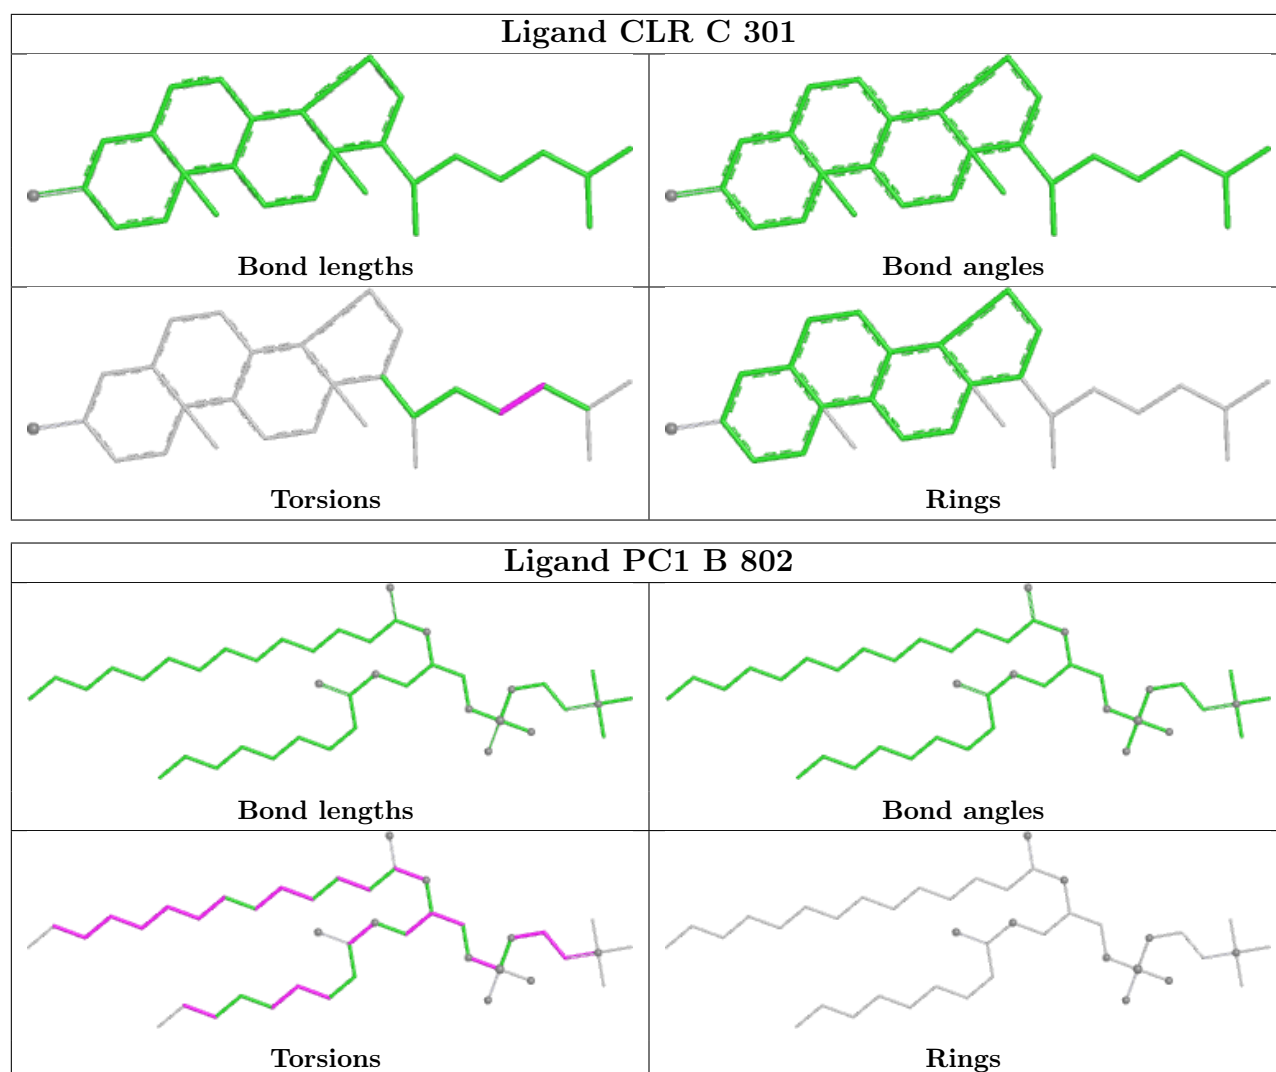 Ligand CLR C 301
Bond lengths
Bond angles
Torsions
Rings
Ligand PC1 B 802
Bond lengths
Bond angles
Torsions
Rings